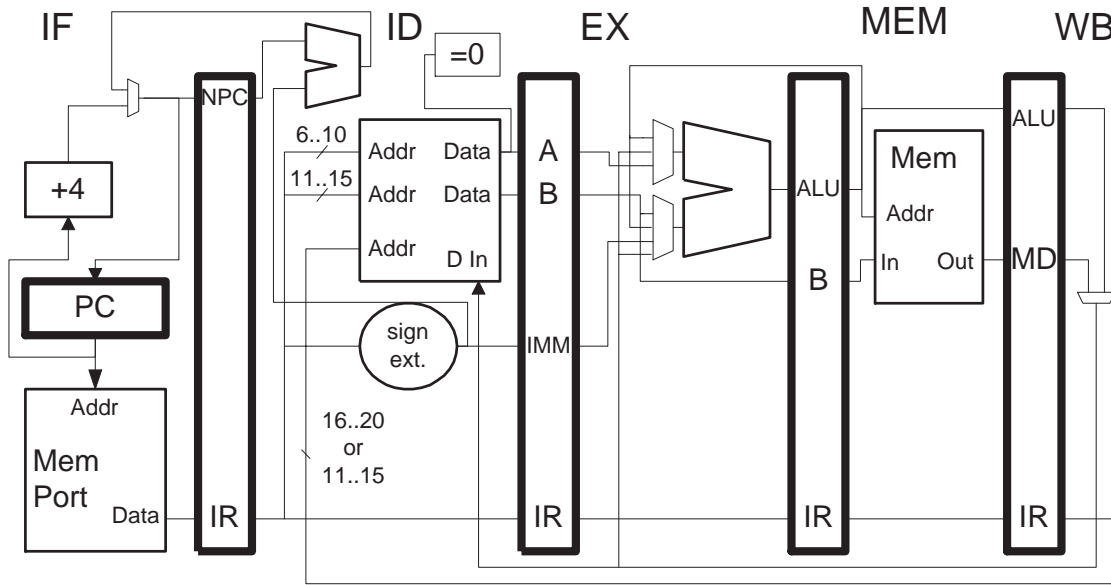 IF
ID
EX
MEM
WB
=0
NPC
+4
PC
Addr
Mem
Port
Data
IR
6..10
11..15
Addr
Data
Addr
Data
Addr
D In
sign
ext.
16..20
or
11..15
A
B
IMM
IR
ALU
B
IR
Mem
Addr
In
Out
ALU
MD
IR